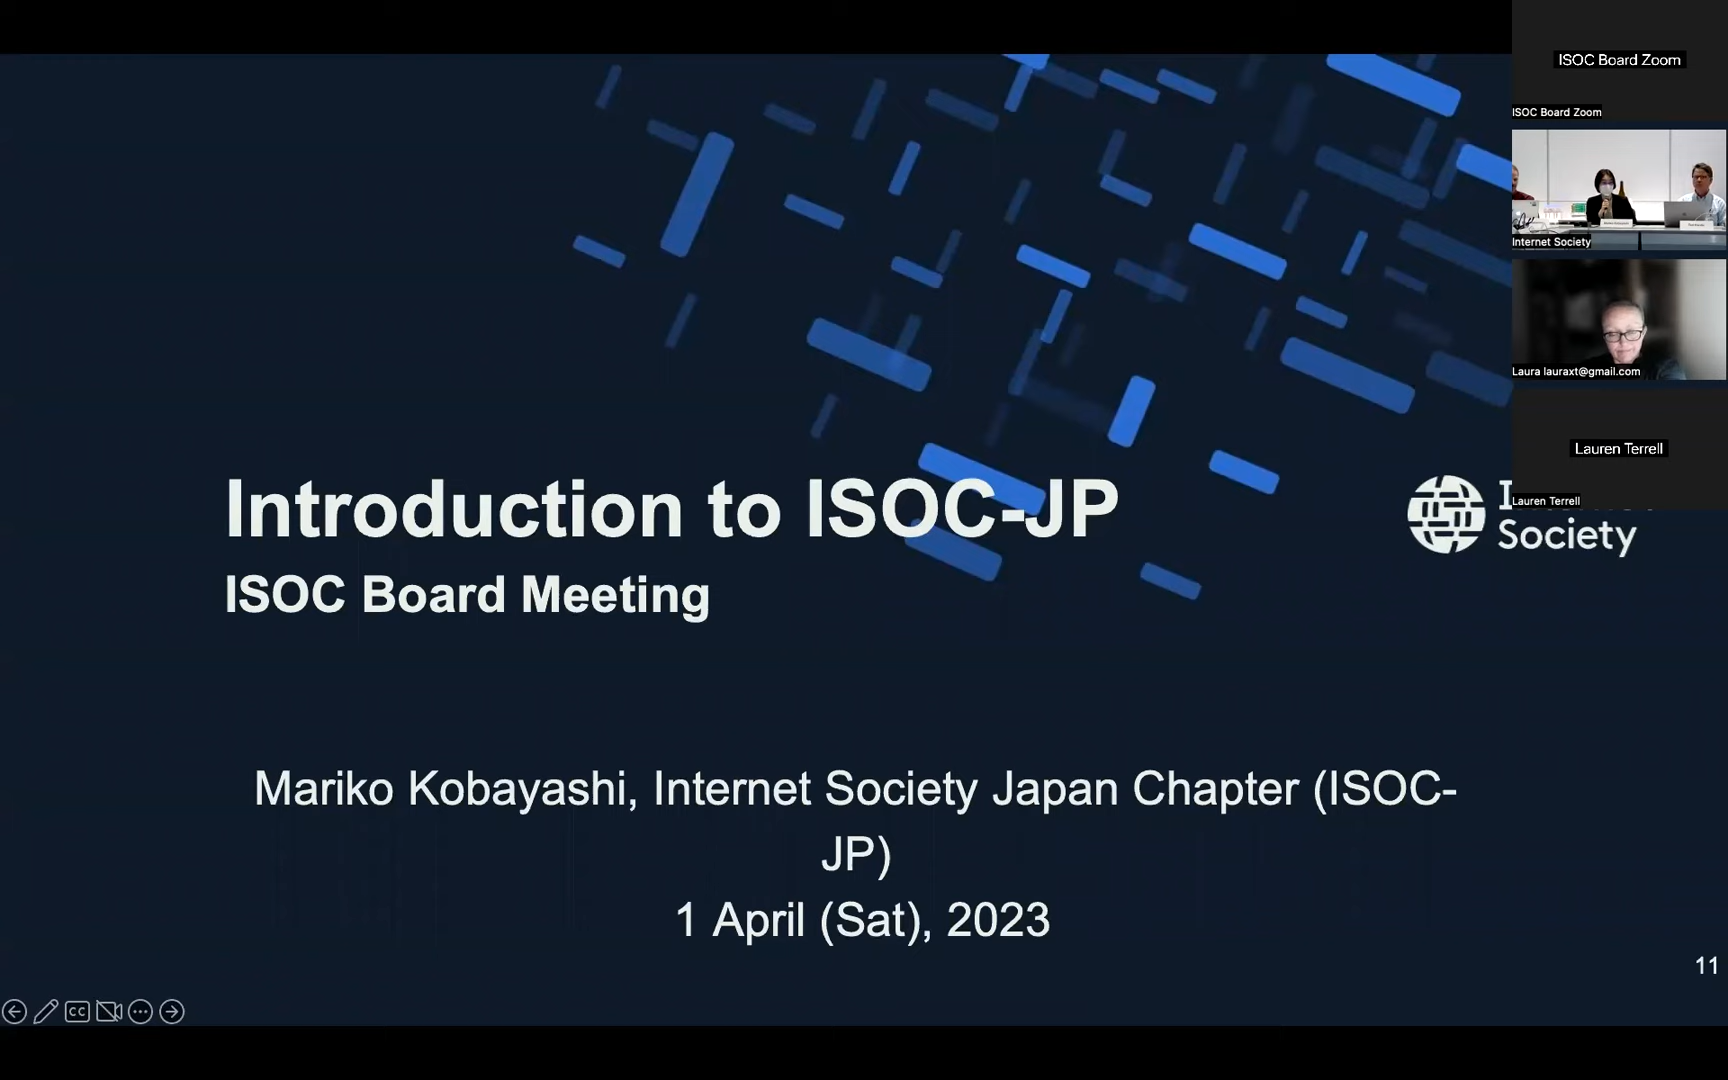 ISOC Board Zoom
ISOC Board Zoom
Internet Society
Laura lauraxt@gmail.com
Lauren Terrell
Lauren Terrell
Introduction to ISOC-JP
ISOC Board Meeting
Society
Mariko Kobayashi, Internet Society Japan Chapter (ISOC-
JP)
1 April (Sat), 2023
11
CC